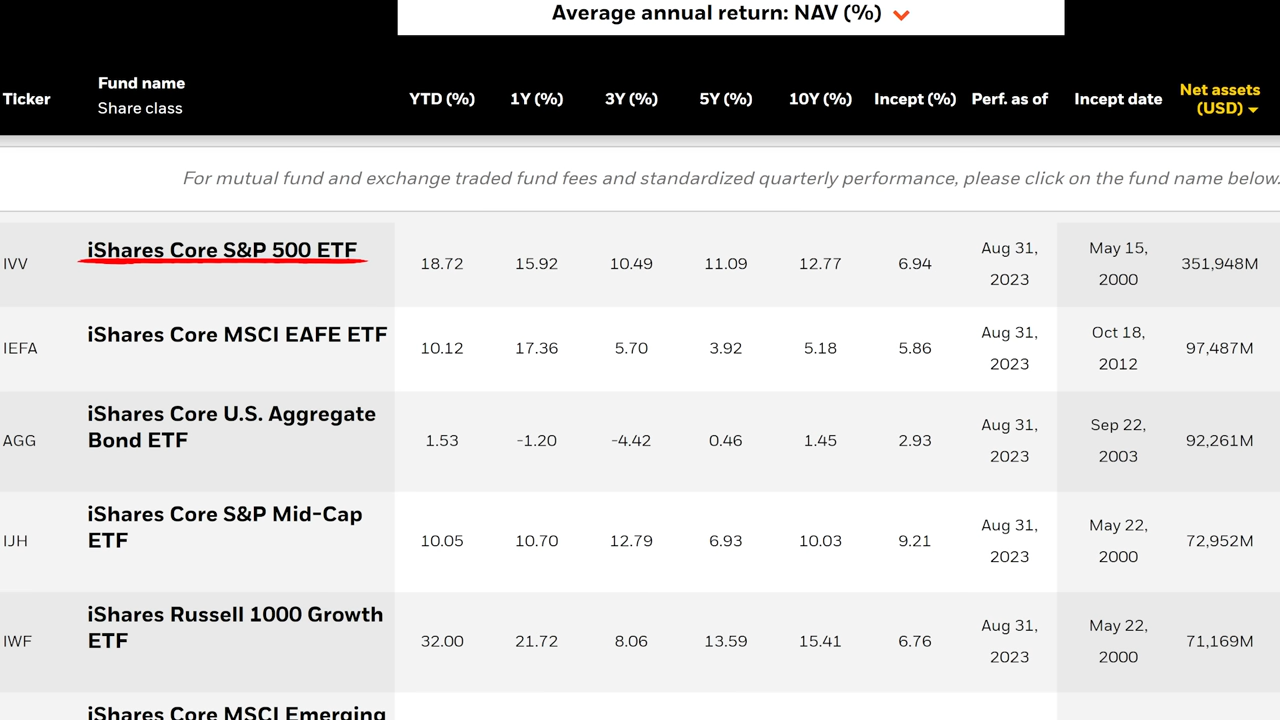 Average annual return: NAV (%)
Ticker Fund name Share class YTD (%) 1Y (%) 3Y (%) 5Y (%) 10Y (%) Incept (%) Perf. as of Incept date Net assets (USD)
For mutual fund and exchange traded fund fees and standardized quarterly performance, please click on the fund name below.
IVV iShares Core S&P 500 ETF 18.72 15.92 10.49 11.09 12.77 6.94 Aug 31, 2023 May 15, 2000 351,948M
IEFA iShares Core MSCI EAFE ETF 10.12 17.36 5.70 3.92 5.18 5.86 Aug 31, 2023 Oct 18, 2012 97,487M
AGG iShares Core U.S. Aggregate Bond ETF 1.53 -1.20 -4.42 0.46 1.45 2.93 Aug 31, 2023 Sep 22, 2003 92,261M
IJH iShares Core S&P Mid-Cap ETF 10.05 10.70 12.79 6.93 10.03 9.21 Aug 31, 2023 May 22, 2000 72,952M
IWF iShares Russell 1000 Growth ETF 32.00 21.72 8.06 13.59 15.41 6.76 Aug 31, 2023 May 22, 2000 71,169M
iShares Core MSCI Emerging